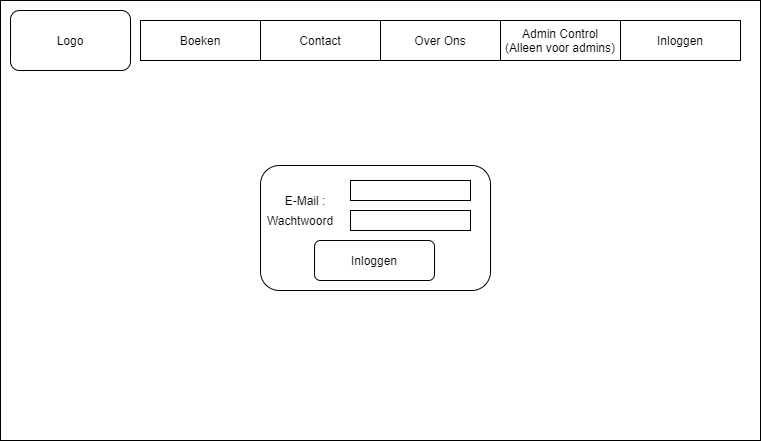 Logo
Boeken
Contact
Over Ons
Admin Control
(Alleen voor admins)
Inloggen
E-Mail :
Wachtwoord
Inloggen